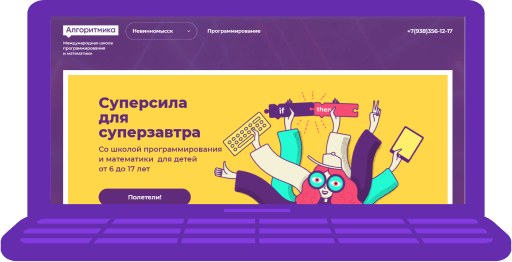 Алгоритмика
Международная школа
программирования
и математики
Невинномысск
Программирование
+7(938)356-12-17
Суперсила
для
суперзавтра
Со школой программирования
и математики для детей
от 6 до 17 лет
Полетели!
if
then